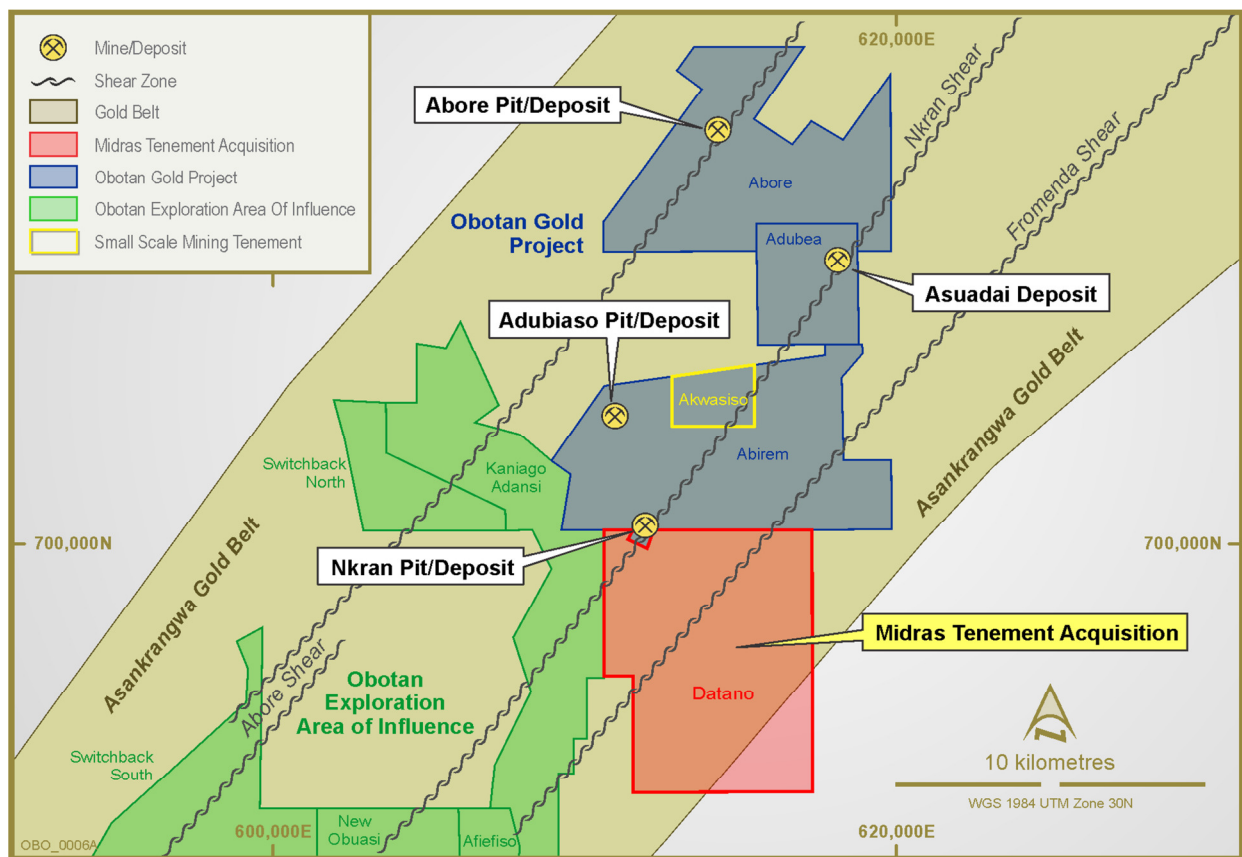 Mine/Deposit
Shear Zone
Gold Belt
Midras Tenement Acquisition
Obotan Gold Project
Obotan Exploration Area Of Influence
Small Scale Mining Tenement
620,000E
Nkran Shear
Fromenda Shear
Abore Pit/Deposit
Abore
Obotan Gold
Project
Adubea
Asuadai Deposit
Adubiaso Pit/Deposit
Akwasiso
Abirem
Asankrangwa Gold Belt
Switchback
North
Kaniago
Adansi
700,000N
700,000N
Nkran Pit/Deposit
Asankrangwa Gold Belt
Midras Tenement Acquisition
Abore Shear
Obotan
Exploration
Area of Influence
Datano
Switchback
South
10 kilometres
WGS 1984 UTM Zone 30N
600,000E
New
Obuasi
Afiefiso
620,000E
OBO_0006A